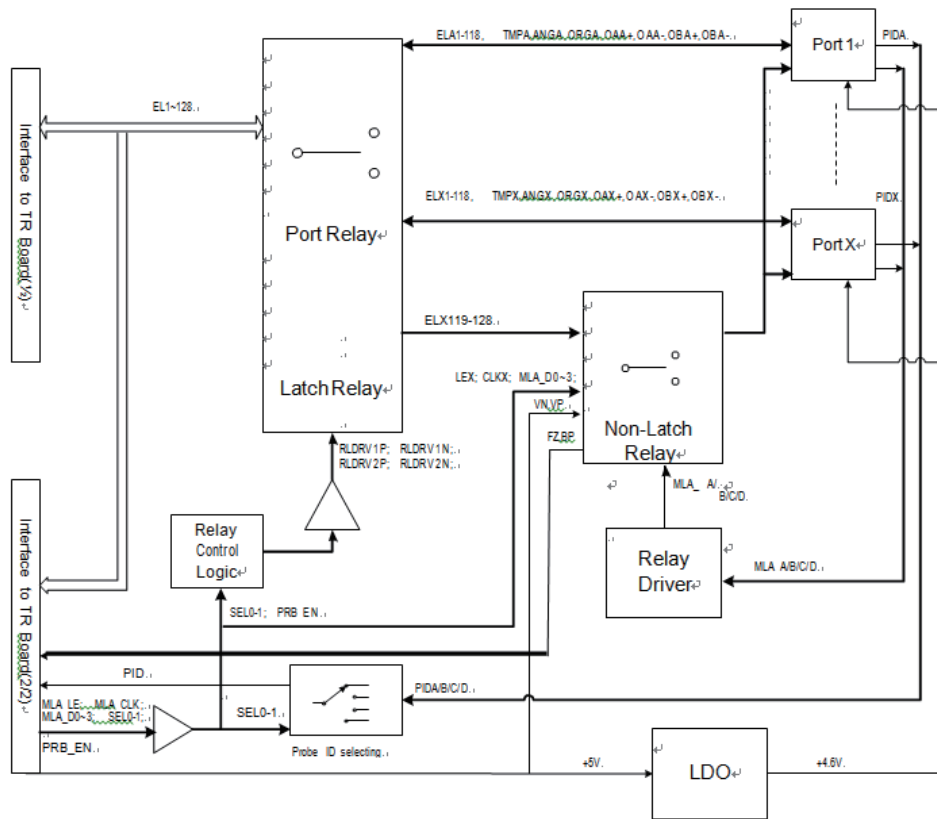 ELA1-118, TMPA,ANGA,ORGA,OAA+,OAA-,OBA+,OBA-.
Port 1
PIDA.
EL1~128.
Interface to TR Board(½)
Port Relay
Latch Relay
ELX1-118, TMPX,ANGX,ORGX,OAX+,OAX-,OBX+,OBX-.
Port X
PIDX.
ELX119-128.
LEX; CLKX; MLA_D0~3;
VN,VP.
FZ,BP.
Non-Latch
Relay
RLDRV1P; RLDRV1N;
RLDRV2P; RLDRV2N;
MLA_ A/.
B/C/D.
Relay
Control
Logic
Relay
Driver
MLA A/B/C/D.
Interface to TR Board(2/2)
SEL0-1; PRB EN.
PID.
PIDA/B/C/D.
MLA LE; MLA CLK;
MLA_D0~3; SEL0-1;
PRB_EN.
SEL0-1.
Probe ID selecting.
+5V.
LDO
+4.6V.